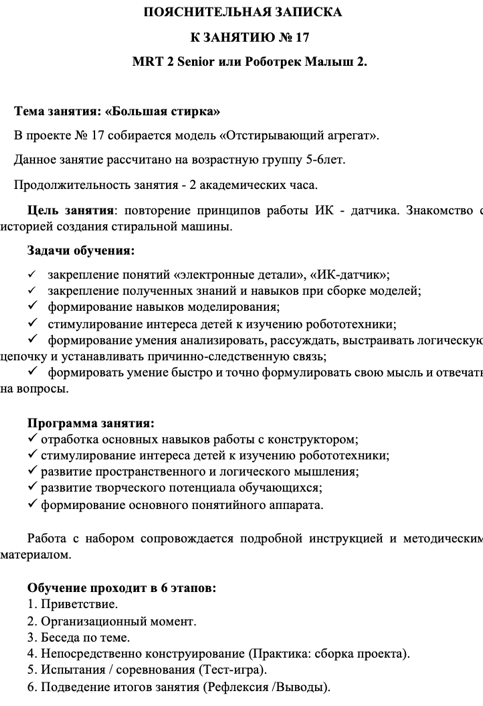 ПОЯСНИТЕЛЬНАЯ ЗАПИСКА
К ЗАНЯТИЮ № 17
MRT 2 Senior или Роботрек Малыш 2.
Тема занятия: «Большая стирка»
В проекте № 17 собирается модель «Отстирывающий агрегат».
Данное занятие рассчитано на возрастную группу 5-6лет.
Продолжительность занятия - 2 академических часа.
Цель занятия: повторение принципов работы ИК - датчика. Знакомство с
историей создания стиральной машины.
Задачи обучения:
✓ закрепление понятий «электронные детали», «ИК-датчик»;
✓ закрепление полученных знаний и навыков при сборке моделей;
✓ формирование навыков моделирования;
✓ стимулирование интереса детей к изучению робототехники;
✓ формирование умения анализировать, рассуждать, выстраивать логическую
цепочку и устанавливать причинно-следственную связь;
✓ формировать умение быстро и точно формулировать свою мысль и отвечать
на вопросы.
Программа занятия:
✓ отработка основных навыков работы с конструктором;
✓ стимулирование интереса детей к изучению робототехники;
✓ развитие пространственного и логического мышления;
✓ развитие творческого потенциала обучающихся;
✓ формирование основного понятийного аппарата.
Работа с набором сопровождается подробной инструкцией и методическим
материалом.
Обучение проходит в 6 этапов:
1. Приветствие.
2. Организационный момент.
3. Беседа по теме.
4. Непосредственно конструирование (Практика: сборка проекта).
5. Испытания / соревнования (Тест-игра).
6. Подведение итогов занятия (Рефлексия /Выводы).